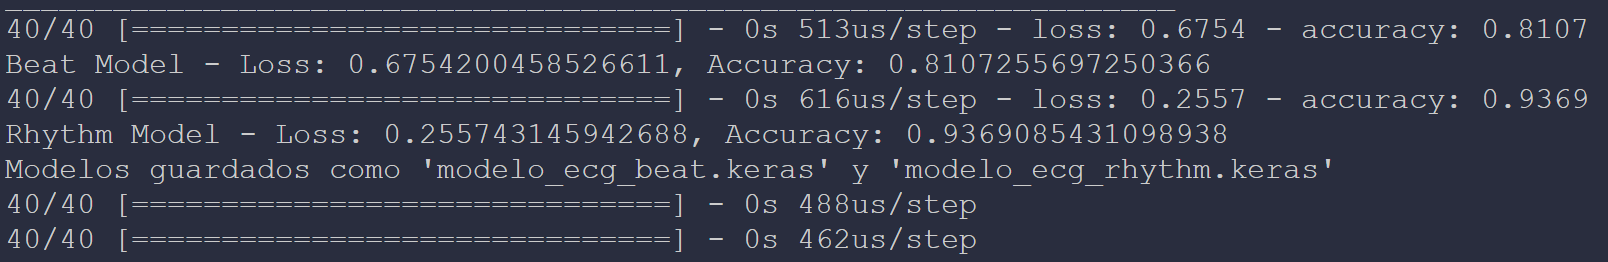 40/40 [==============================] - 0s 513us/step - loss: 0.6754 - accuracy: 0.8107
Beat Model - Loss: 0.6754200458526611, Accuracy: 0.8107255697250366
40/40 [==============================] - 0s 616us/step - loss: 0.2557 - accuracy: 0.9369
Rhythm Model - Loss: 0.255743145942688, Accuracy: 0.9369085431098938
Modelos guardados como 'modelo_ecg_beat.keras' y 'modelo_ecg_rhythm.keras'
40/40 [==============================] - 0s 488us/step
40/40 [==============================] - 0s 462us/step